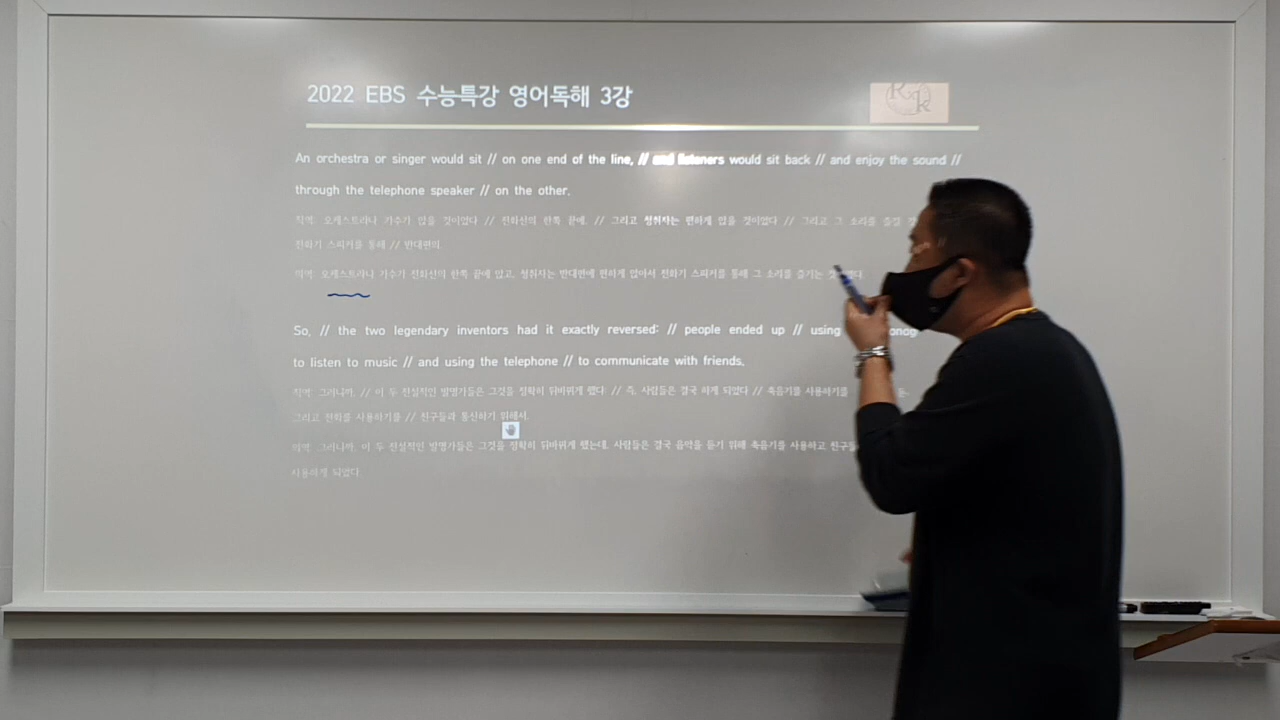 2022 EBS 수능특강 영어독해 3강
R k
An orchestra or singer would sit // on one end of the line, // and listeners would sit back // and enjoy the sound //
through the telephone speaker // on the other.
직역: 오케스트라나 가수가 앉을 것이었다 // 전화선의 한쪽 끝에, // 그리고 청취자는 편하게 앉을 것이었다 // 그리고 그 소리를 즐길
전화기 스피커를 통해 // 반대편의.
의역: 오케스트라나 가수가 전화선의 한쪽 끝에 앉고, 청취자는 반대편에 편하게 앉아서 전화기 스피커를 통해 그 소리를 즐기는
So, // the two legendary inventors had it exactly reversed: // people ended up // using
to listen to music // and using the telephone // to communicate with friends.
직역: 그러니까, // 이 두 전설적인 발명가들은 그것을 정확히 뒤바뀌게 했다 // 즉, 사람들은 결국 하게 되었다 // 축음기를 사용하기를
그리고 전화를 사용하기를 // 친구들과 통신하기 위해서.
의역: 그러니까, 이 두 전설적인 발명가들은 그것을 정확히 뒤바뀌게 했는데, 사람들은 결국 음악을 듣기 위해 축음기를 사용하고
사용하게 되었다.